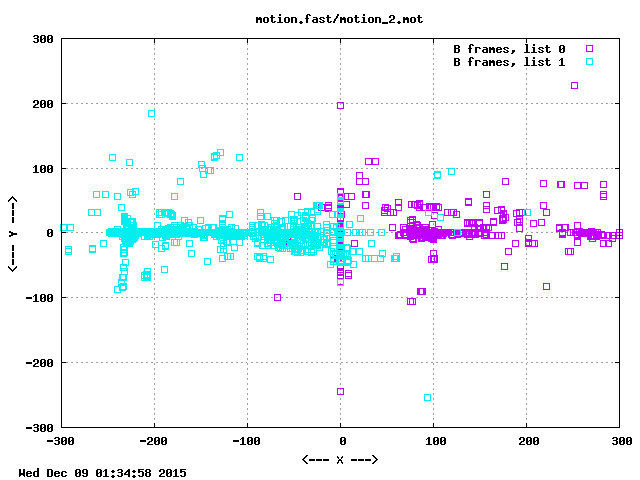 motion.fast/motion_2.mot
B frames, list 0
B frames, list 1
300
200
100
0
-100
-200
-300
<--- Y --->
-300 -200 -100 0 100 200 300
<--- X --->
Wed Dec 09 01:34:58 2015